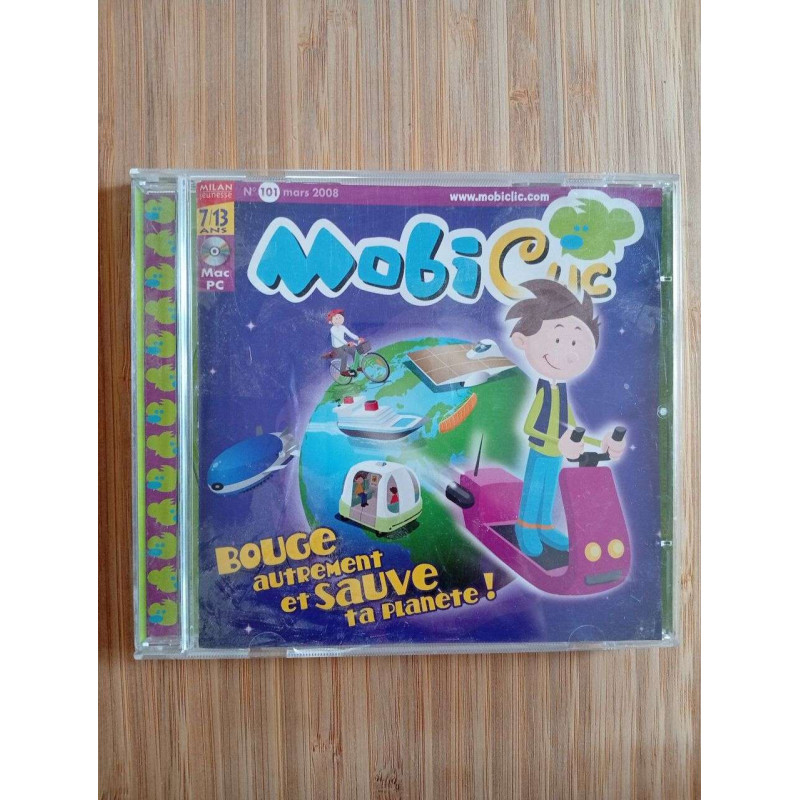 MILAN
jeunesse
7/13
ANS
Mac
PC
N° 101 mars 2008
www.mobiclic.com
MobiClic
BOUGE
autrement
et sauve
ta planète !